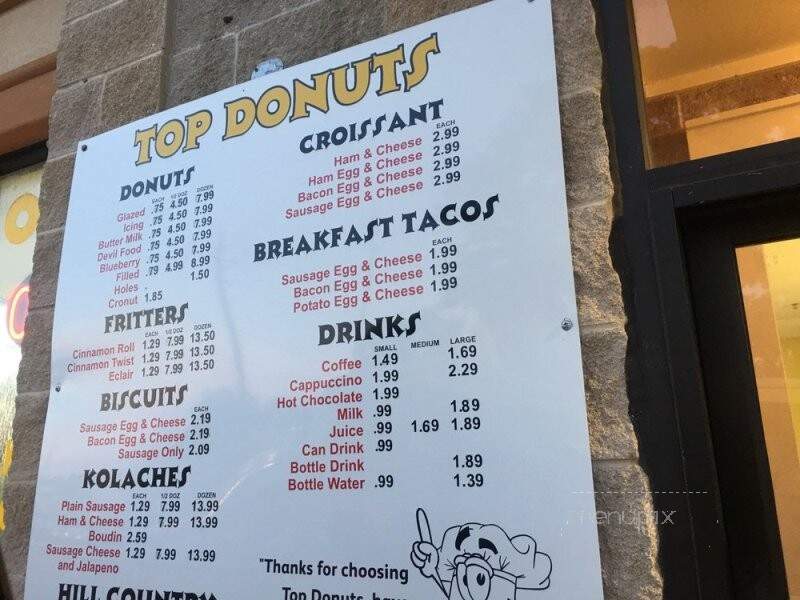 TOP DONUTS
DONUTS
EACH 1/2 DOZ DOZEN
Glazed .75 4.50 7.99
Icing .75 4.50 7.99
Butter Milk .75 4.50 7.99
Devil Food .75 4.50 7.99
Blueberry .75 4.50 7.99
Filled .79 4.99 8.99
Holes - 1.50
Cronut 1.85
FRITTERS
EACH 1/2 DOZ DOZEN
Cinnamon Roll 1.29 7.99 13.50
Cinnamon Twist 1.29 7.99 13.50
Eclair 1.29 7.99 13.50
BISCUITS
EACH
Sausage Egg & Cheese 2.19
Bacon Egg & Cheese 2.19
Sausage Only 2.09
KOLACHES
EACH 1/2 DOZ DOZEN
Plain Sausage 1.29 7.99 13.99
Ham & Cheese 1.29 7.99 13.99
Boudin 2.59
Sausage Cheese 1.29 7.99 13.99
and Jalapeno
HILL COUNTRY
CROISSANT
EACH
Ham & Cheese 2.99
Ham Egg & Cheese 2.99
Bacon Egg & Cheese 2.99
Sausage Egg & Cheese 2.99
BREAKFAST TACOS
EACH
Sausage Egg & Cheese 1.99
Bacon Egg & Cheese 1.99
Potato Egg & Cheese 1.99
DRINKS
SMALL MEDIUM LARGE
Coffee 1.49 1.69
Cappuccino 1.99 2.29
Hot Chocolate 1.99
Milk .99 1.89
Juice .99 1.69 1.89
Can Drink .99
Bottle Drink 1.89
Bottle Water .99 1.39
"Thanks for choosing
Top Donuts, have
menupix